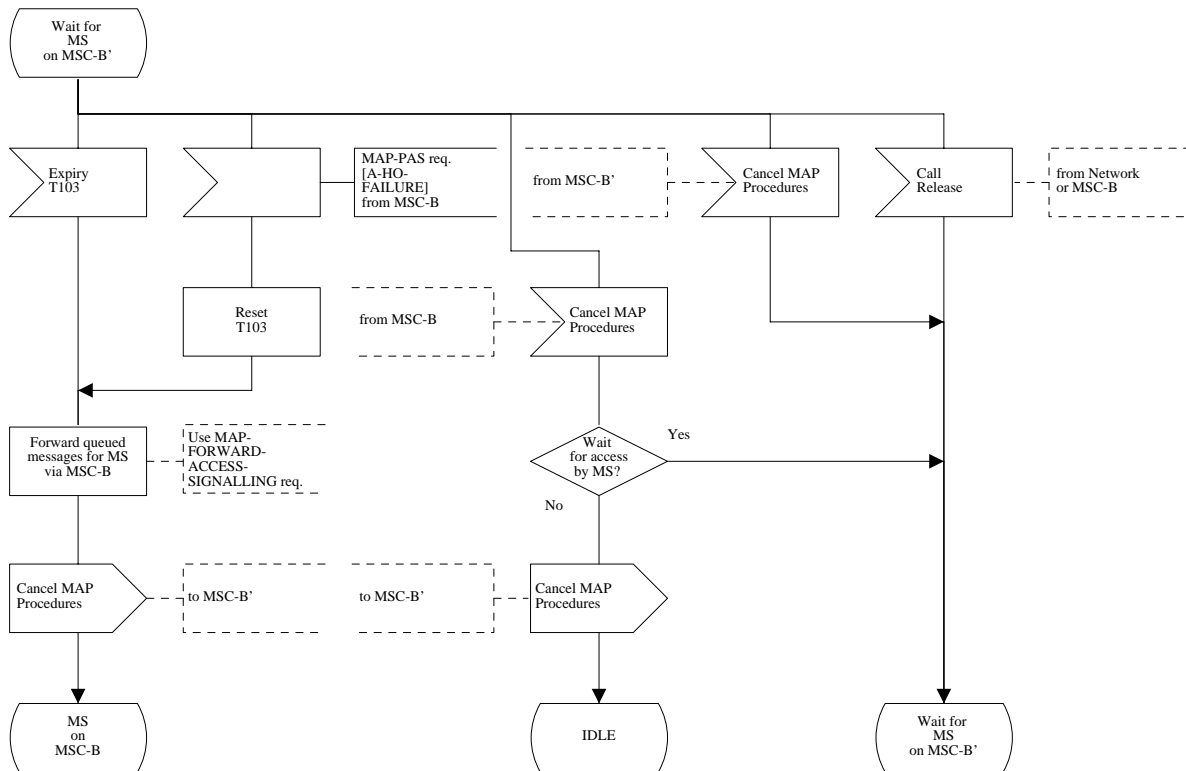 Wait for
MS
on MSC-B’
Expiry
T103
MAP-PAS req.
[A-HO-
FAILURE]
from MSC-B
from MSC-B’
Cancel MAP
Procedures
Call
Release
from Network
or MSC-B
Reset
T103
from MSC-B
Cancel MAP
Procedures
Forward queued
messages for MS
via MSC-B
Use MAP-
FORWARD-
ACCESS-
SIGNALLING req.
Wait
for access
by MS?
Yes
No
Cancel MAP
Procedures
to MSC-B’
to MSC-B’
Cancel MAP
Procedures
MS
on
MSC-B
IDLE
Wait for
MS
on MSC-B’